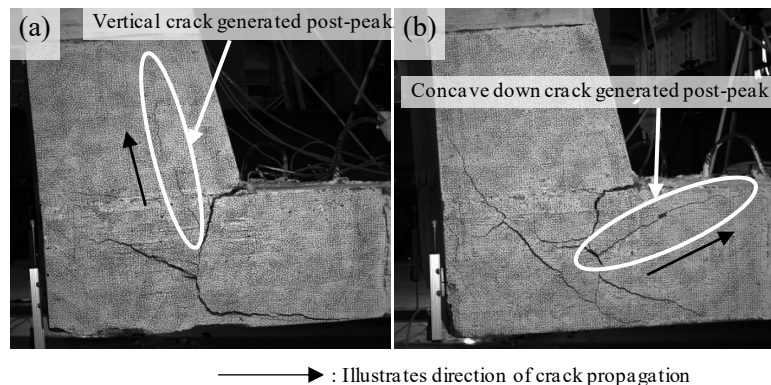 (a)
Vertical crack generated post-peak
(b)
Concave down crack generated post-peak
: Illustrates direction of crack propagation